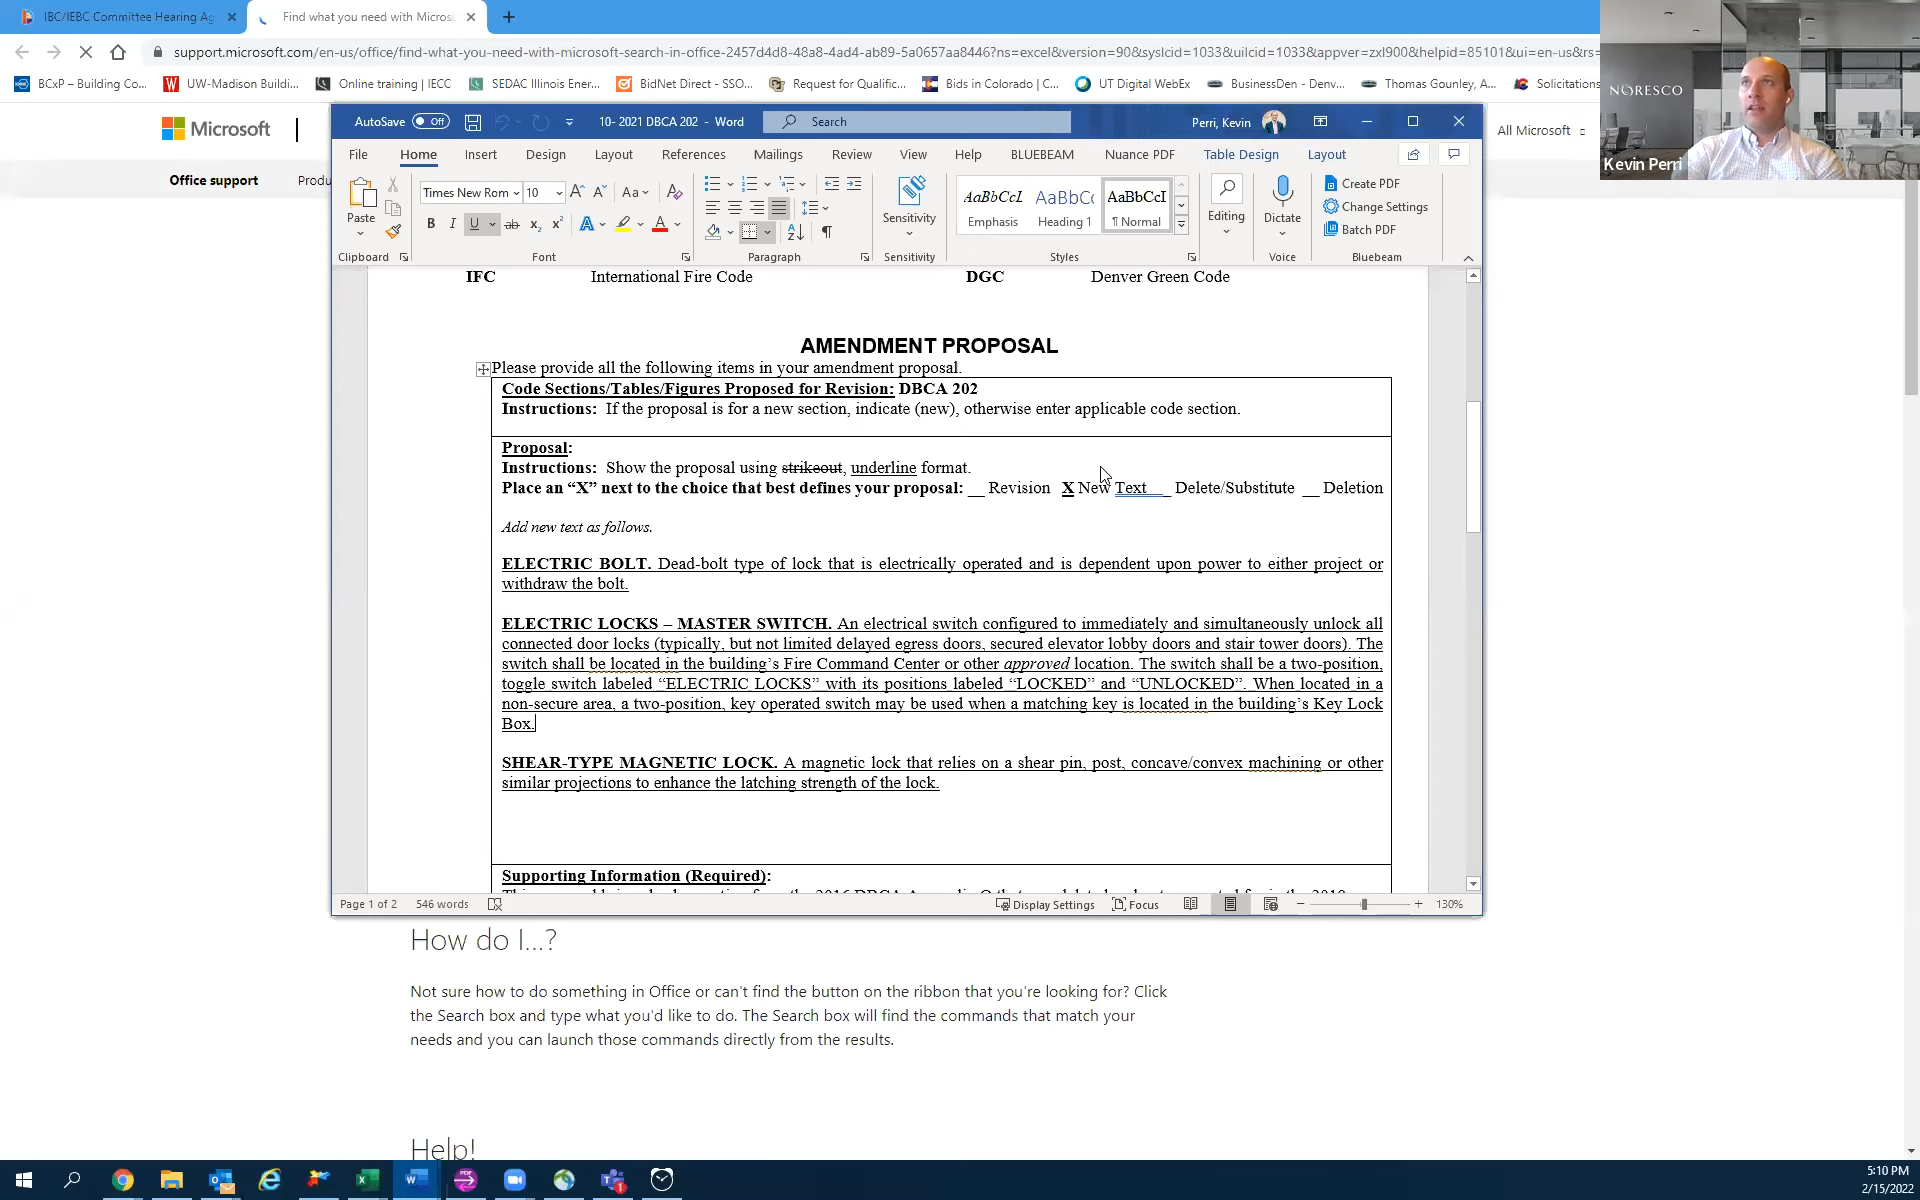 IBC/IEBC Committee Hearing Ag
Find what you need with Micros
support.microsoft.com/en-us/office/find-what-you-need-with-microsoft-search-in-office-2457d4d8-48a8-4ad4-ab89-5a0657aa8446?ns=excel&version=90&syslcid=1033&uilcid=1033&appver=zxl900&helpid=85101&ui=en-us&rs=
BCxP – Building Co...
UW-Madison Buildi...
Online training | IECC
SEDAC Illinois Ener...
BidNet Direct - SSO...
Request for Qualific...
Bids in Colorado | C...
UT Digital WebEx
BusinessDen - Denv...
Thomas Gounley, A...
Solicitations
NORESCO
Kevin Perri
Microsoft
All Microsoft
Office support
Produ
AutoSave Off
10- 2021 DBCA 202 - Word
Search
Perri, Kevin
File Home Insert Design Layout References Mailings Review View Help BLUEBEAM Nuance PDF Table Design Layout
Paste
Times New Rom
10
Aa
B I U ab x₂ x²
AaBbCcI
AaBbCc
AaBbCcI
Emphasis
Heading 1
¶ Normal
Sensitivity
Editing
Dictate
Create PDF
Change Settings
Batch PDF
Clipboard
Font
Paragraph
Sensitivity
Styles
Voice
Bluebeam
IFC International Fire Code DGC Denver Green Code
AMENDMENT PROPOSAL
Please provide all the following items in your amendment proposal.
Code Sections/Tables/Figures Proposed for Revision: DBCA 202
Instructions: If the proposal is for a new section, indicate (new), otherwise enter applicable code section.
Proposal:
Instructions: Show the proposal using strikeout, underline format.
Place an “X” next to the choice that best defines your proposal: __ Revision X New Text__ _ Delete/Substitute __ Deletion
Add new text as follows.
ELECTRIC BOLT. Dead-bolt type of lock that is electrically operated and is dependent upon power to either project or
withdraw the bolt.
ELECTRIC LOCKS – MASTER SWITCH. An electrical switch configured to immediately and simultaneously unlock all
connected door locks (typically, but not limited delayed egress doors, secured elevator lobby doors and stair tower doors). The
switch shall be located in the building’s Fire Command Center or other approved location. The switch shall be a two-position,
toggle switch labeled “ELECTRIC LOCKS” with its positions labeled “LOCKED” and “UNLOCKED”. When located in a
non-secure area, a two-position, key operated switch may be used when a matching key is located in the building’s Key Lock
Box.
SHEAR-TYPE MAGNETIC LOCK. A magnetic lock that relies on a shear pin, post, concave/convex machining or other
similar projections to enhance the latching strength of the lock.
Supporting Information (Required):
Page 1 of 2
546 words
Display Settings
Focus
130%
How do I...?
Not sure how to do something in Office or can't find the button on the ribbon that you're looking for? Click
the Search box and type what you'd like to do. The Search box will find the commands that match your
needs and you can launch those commands directly from the results.
Help!
5:10 PM
2/15/2022